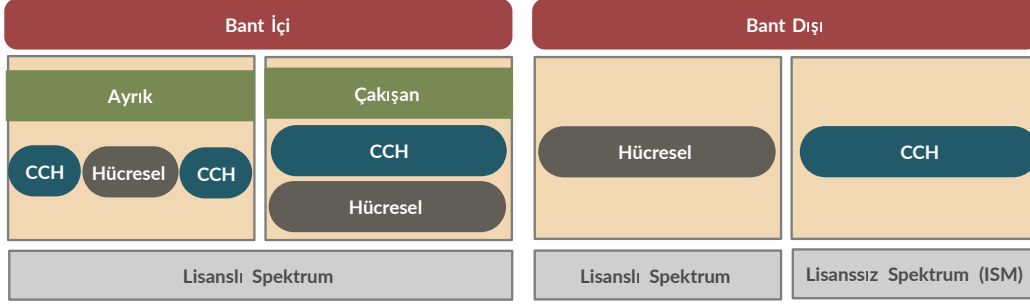 Bant İçi
Bant Dışı
Ayrık
Çakışan
CCH
Hücresel
CCH
CCH
Hücresel
Hücresel
CCH
Lisanslı Spektrum
Lisanslı Spektrum
Lisanssız Spektrum (ISM)